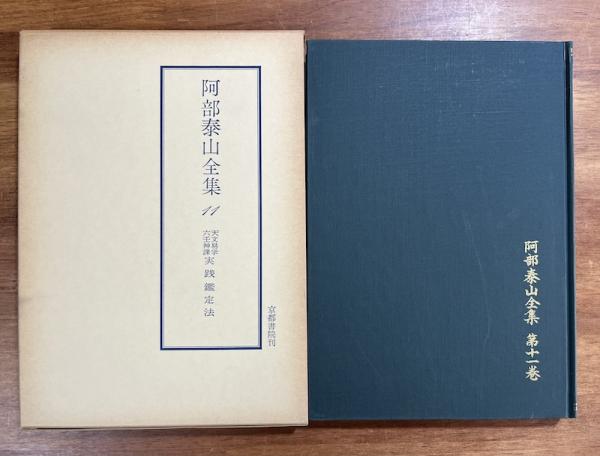 阿部泰山全集 11
天文易学
六壬神課
実践鑑定法
京都書院刊
阿部泰山全集 第十一巻